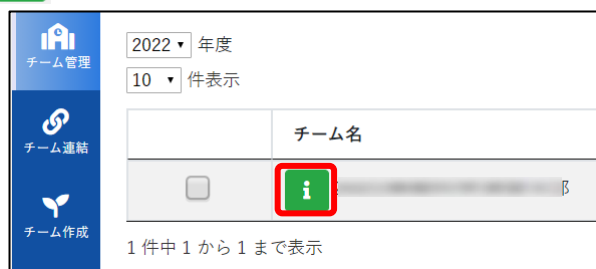 チーム管理
チーム連結
チーム作成
2022 年度
10 件表示
チーム名
i
1 件中 1 から 1 まで表示